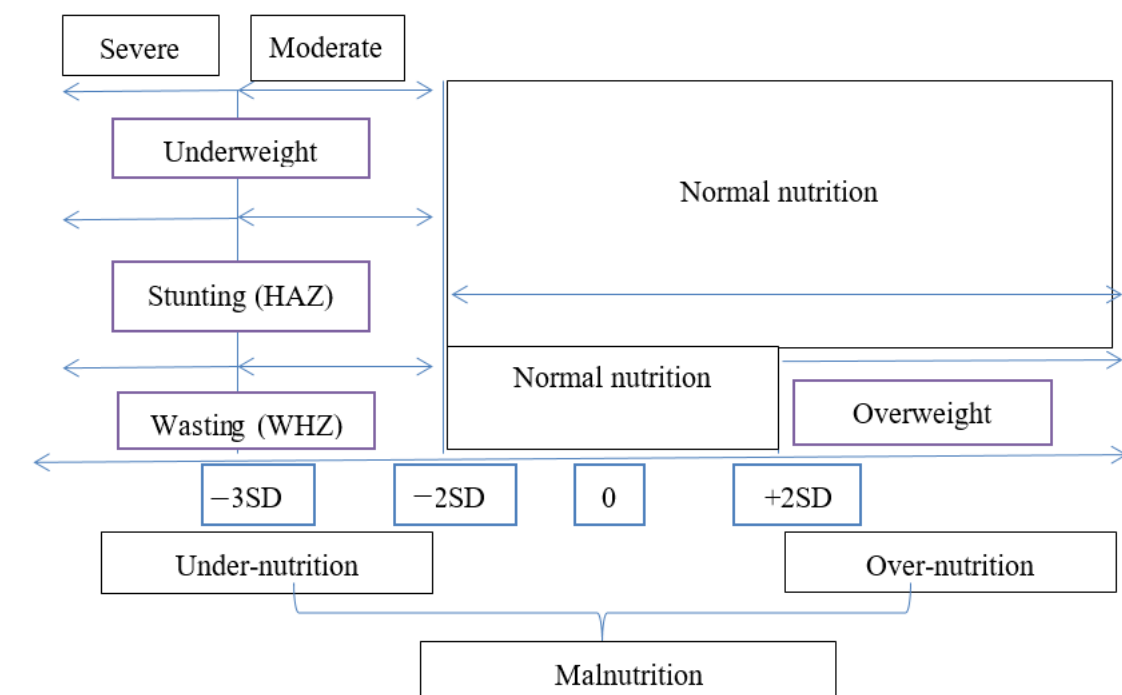 Severe
Moderate
Underweight
Normal nutrition
Stunting (HAZ)
Normal nutrition
Wasting (WHZ)
Overweight
−3SD
−2SD
0
+2SD
Under-nutrition
Over-nutrition
Malnutrition